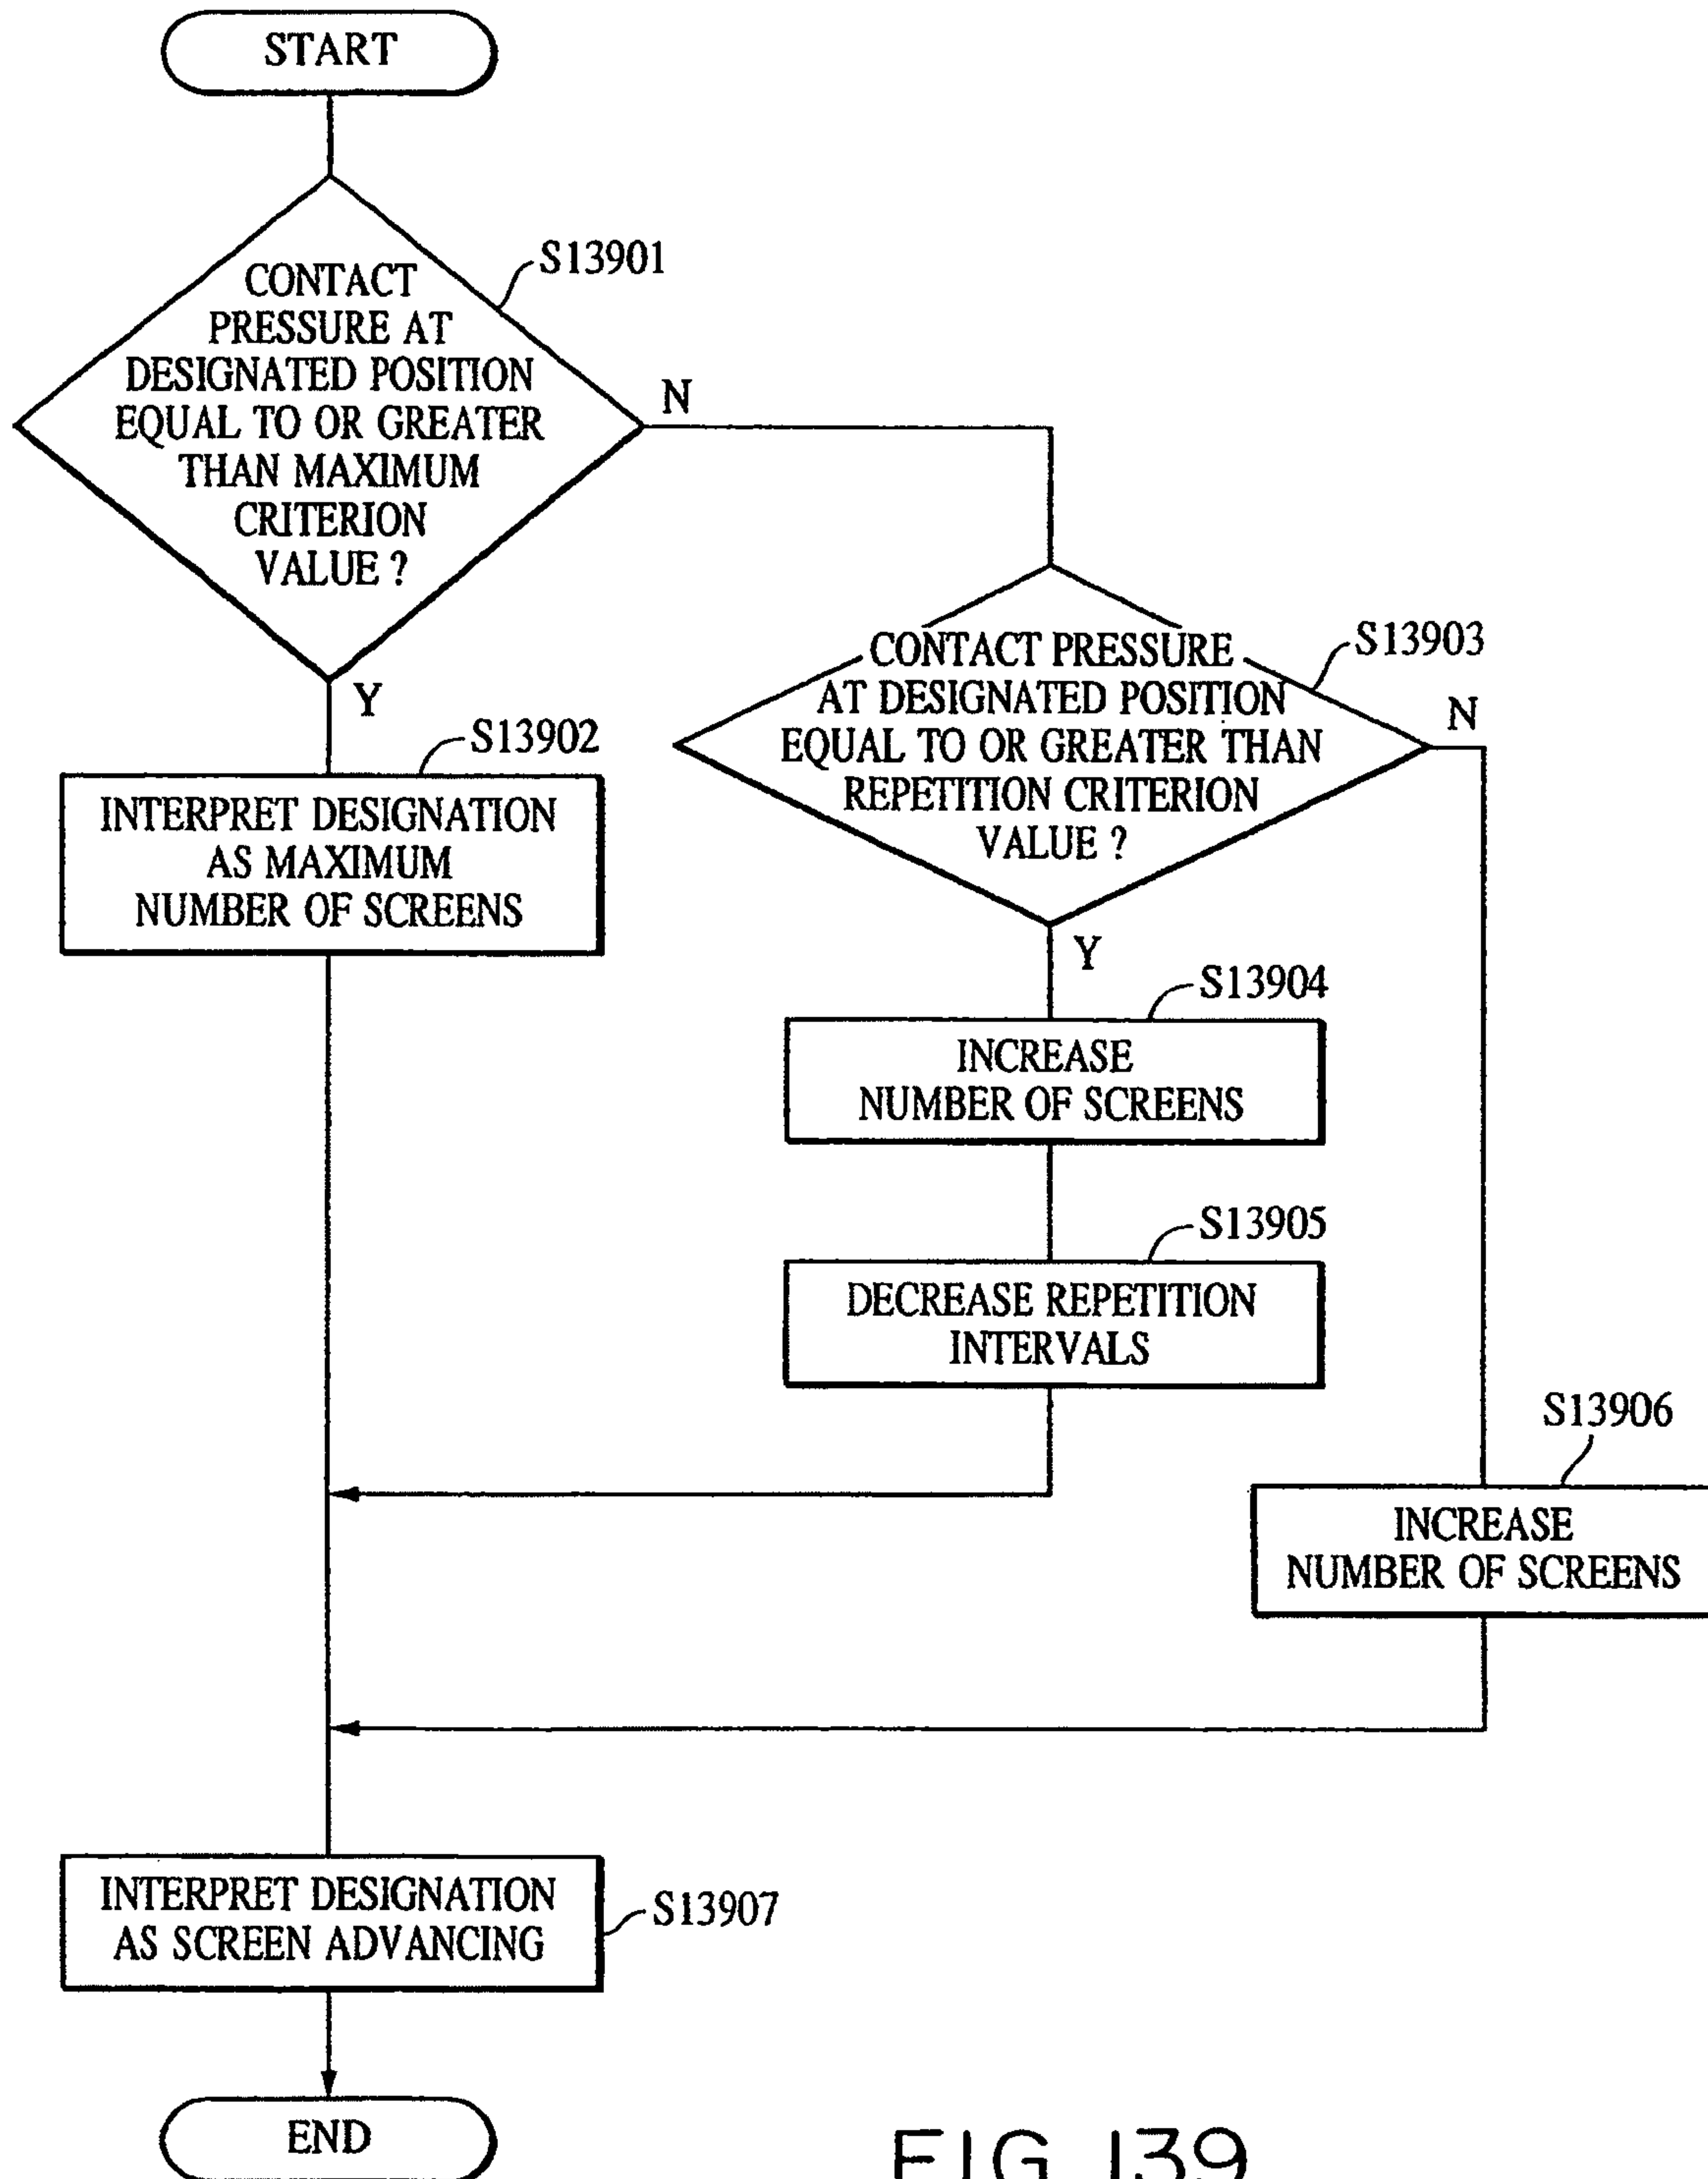 START
CONTACT
PRESSURE AT
DESIGNATED POSITION
EQUAL TO OR GREATER
THAN MAXIMUM
CRITERION
VALUE ?
S13901
N
Y
S13902
INTERPRET DESIGNATION
AS MAXIMUM
NUMBER OF SCREENS
CONTACT PRESSURE
AT DESIGNATED POSITION
EQUAL TO OR GREATER THAN
REPETITION CRITERION
VALUE ?
S13903
N
Y
S13904
INCREASE
NUMBER OF SCREENS
S13905
DECREASE REPETITION
INTERVALS
S13906
INCREASE
NUMBER OF SCREENS
INTERPRET DESIGNATION
AS SCREEN ADVANCING
S13907
END
FIG. 139